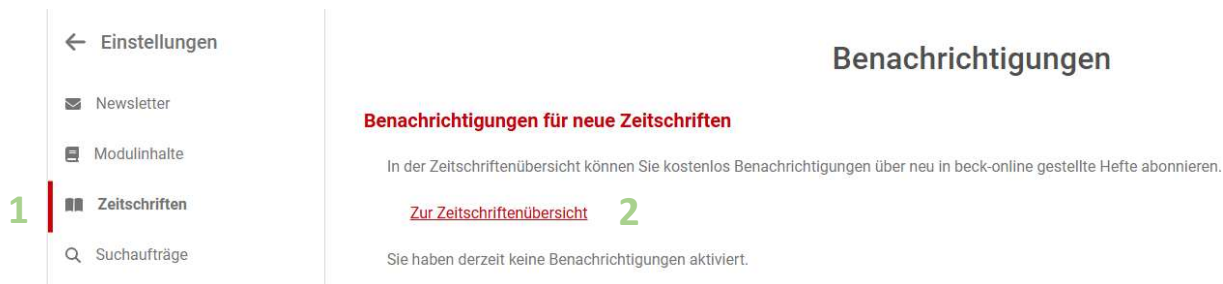 Einstellungen
Newsletter
Modulinhalte
1 Zeitschriften
Suchaufträge
Benachrichtigungen
Benachrichtigungen für neue Zeitschriften
In der Zeitschriftenübersicht können Sie kostenlos Benachrichtigungen über neu in beck-online gestellte Hefte abonnieren.
Zur Zeitschriftenübersicht 2
Sie haben derzeit keine Benachrichtigungen aktiviert.